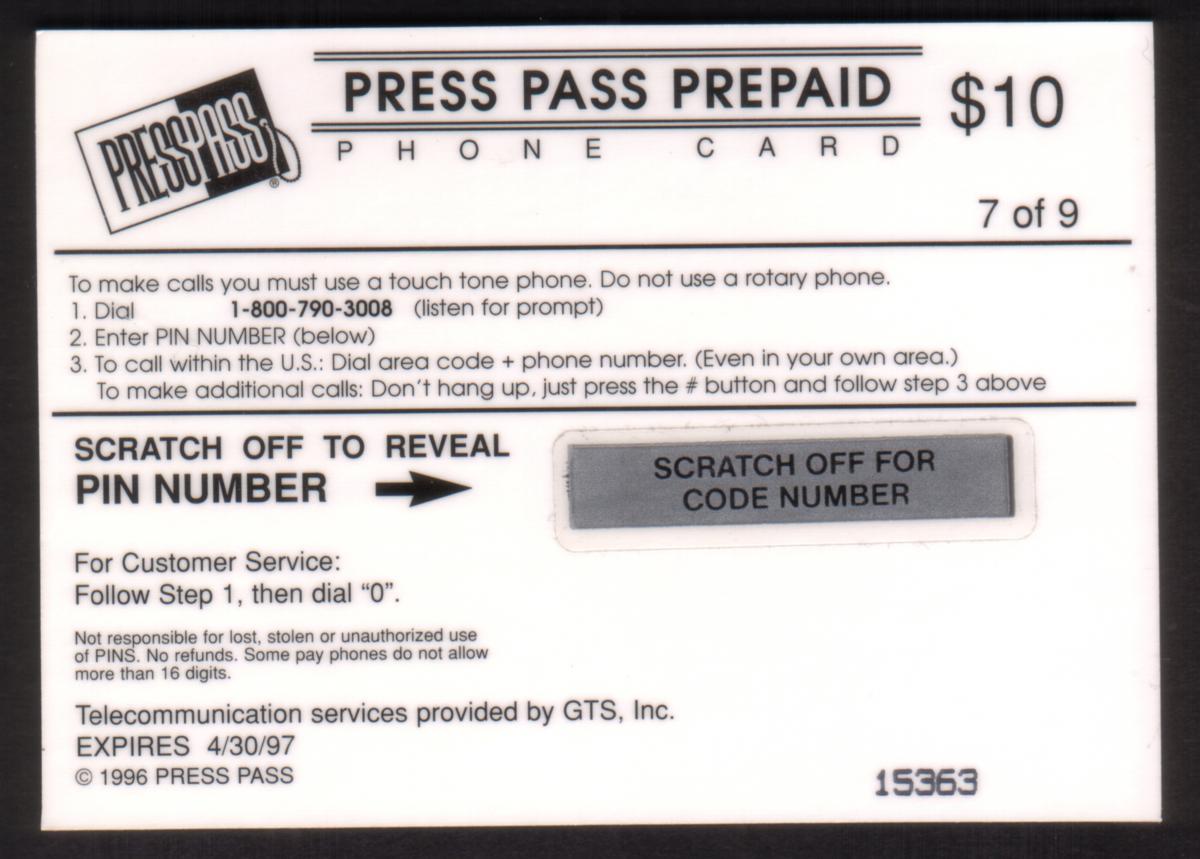 PRESS PASS
PRESS PASS PREPAID
PHONE CARD
$10
7 of 9
To make calls you must use a touch tone phone. Do not use a rotary phone.
1. Dial 1-800-790-3008 (listen for prompt)
2. Enter PIN NUMBER (below)
3. To call within the U.S.: Dial area code + phone number. (Even in your own area.)
To make additional calls: Don't hang up, just press the # button and follow step 3 above
SCRATCH OFF TO REVEAL
PIN NUMBER
SCRATCH OFF FOR
CODE NUMBER
For Customer Service:
Follow Step 1, then dial “0”.
Not responsible for lost, stolen or unauthorized use
of PINS. No refunds. Some pay phones do not allow
more than 16 digits.
Telecommunication services provided by GTS, Inc.
EXPIRES 4/30/97
© 1996 PRESS PASS
15363